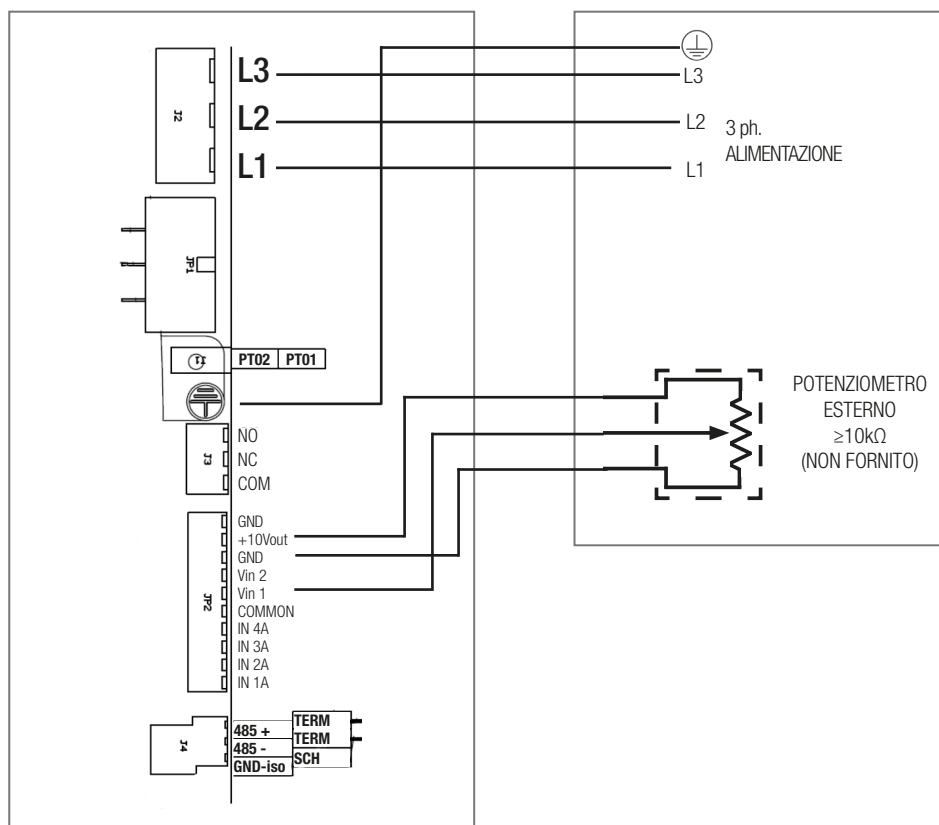 J2
L3
L2
L1
L3
L2
L1
3 ph.
ALIMENTAZIONE
JP1
J1
PT02 PT01
J3
NO
NC
COM
POTENZIOMETRO
ESTERNO
≥10kΩ
(NON FORNITO)
JP2
GND
+10Vout
GND
Vin 2
Vin 1
COMMON
IN 4A
IN 3A
IN 2A
IN 1A
J4
485 +
485 -
GND-iso
TERM
TERM
SCH